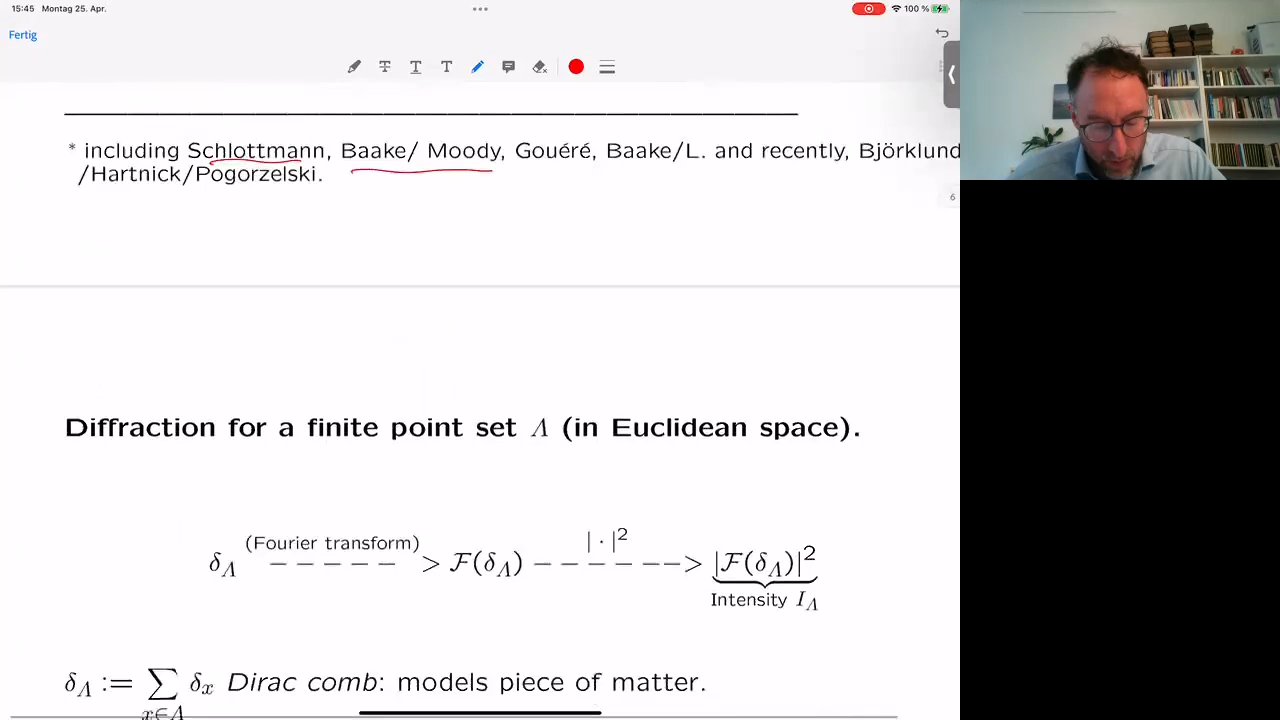 15:45 Montag 25. Apr.
100 %
Fertig
* including Schlottmann, Baake/ Moody, Gouéré, Baake/L. and recently, Björklund
/Hartnick/Pogorzelski.
6
Diffraction for a finite point set Λ (in Euclidean space).
(Fourier transform) | · |²
δ_Λ − − − − − > ℱ(δ_Λ) − − − − − −> |ℱ(δ_Λ)|²
Intensity I_Λ
δ_Λ := ∑ δ_x Dirac comb: models piece of matter.
x∈Λ